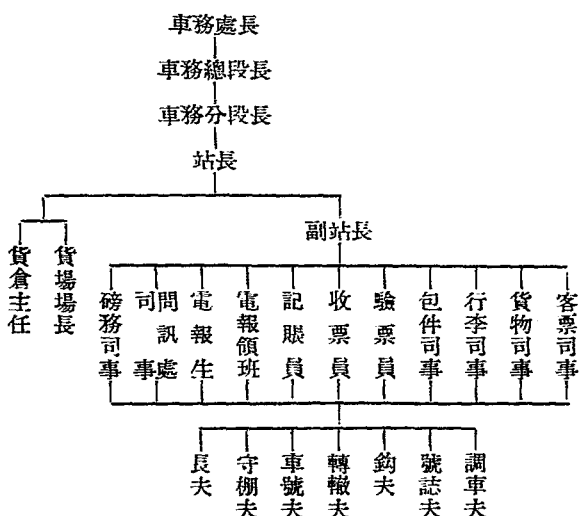 車務處長
車務總段長
車務分段長
站長
副站長
貨場場長
貨倉主任
客票司事
貨物司事
行李司事
包件司事
驗票員
收票員
記賬員
電報領班
電報生
問訊處司事
磅務司事
調車夫
號誌夫
鈎夫
轉轍夫
車號夫
守棚夫
長夫